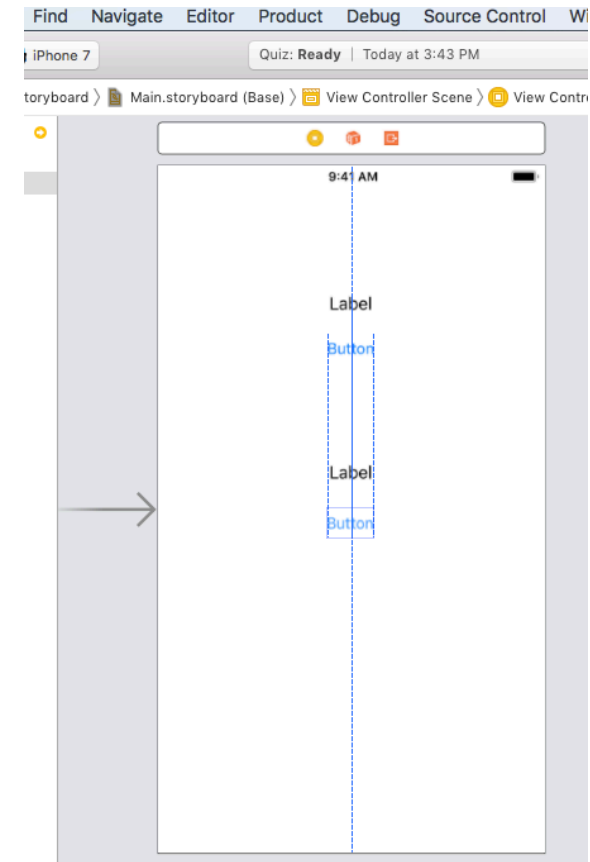 Find Navigate Editor Product Debug Source Control
iPhone 7 Quiz: Ready | Today at 3:43 PM
Main.storyboard (Base) 〉 View Controller Scene 〉 View
9:41 AM
Label
Button
Label
Button